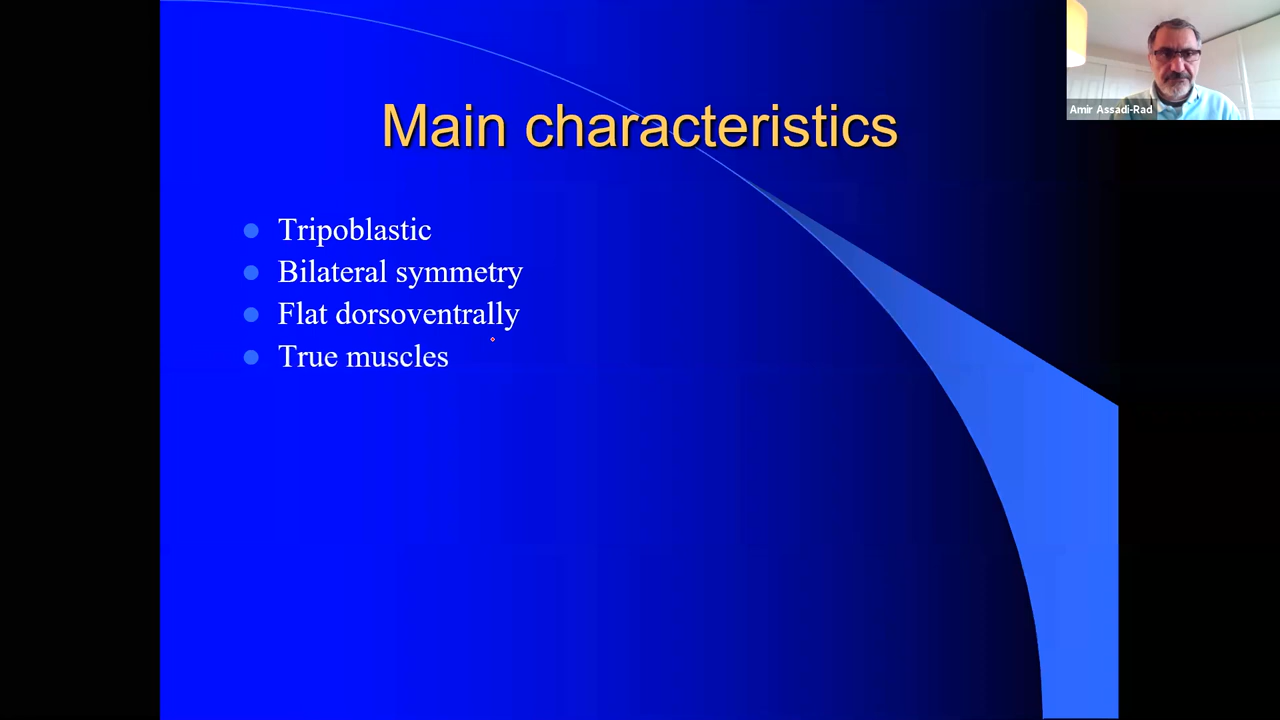 Main characteristics
Amir Assadi-Rad
Tripoblastic
Bilateral symmetry
Flat dorsoventrally
True muscles